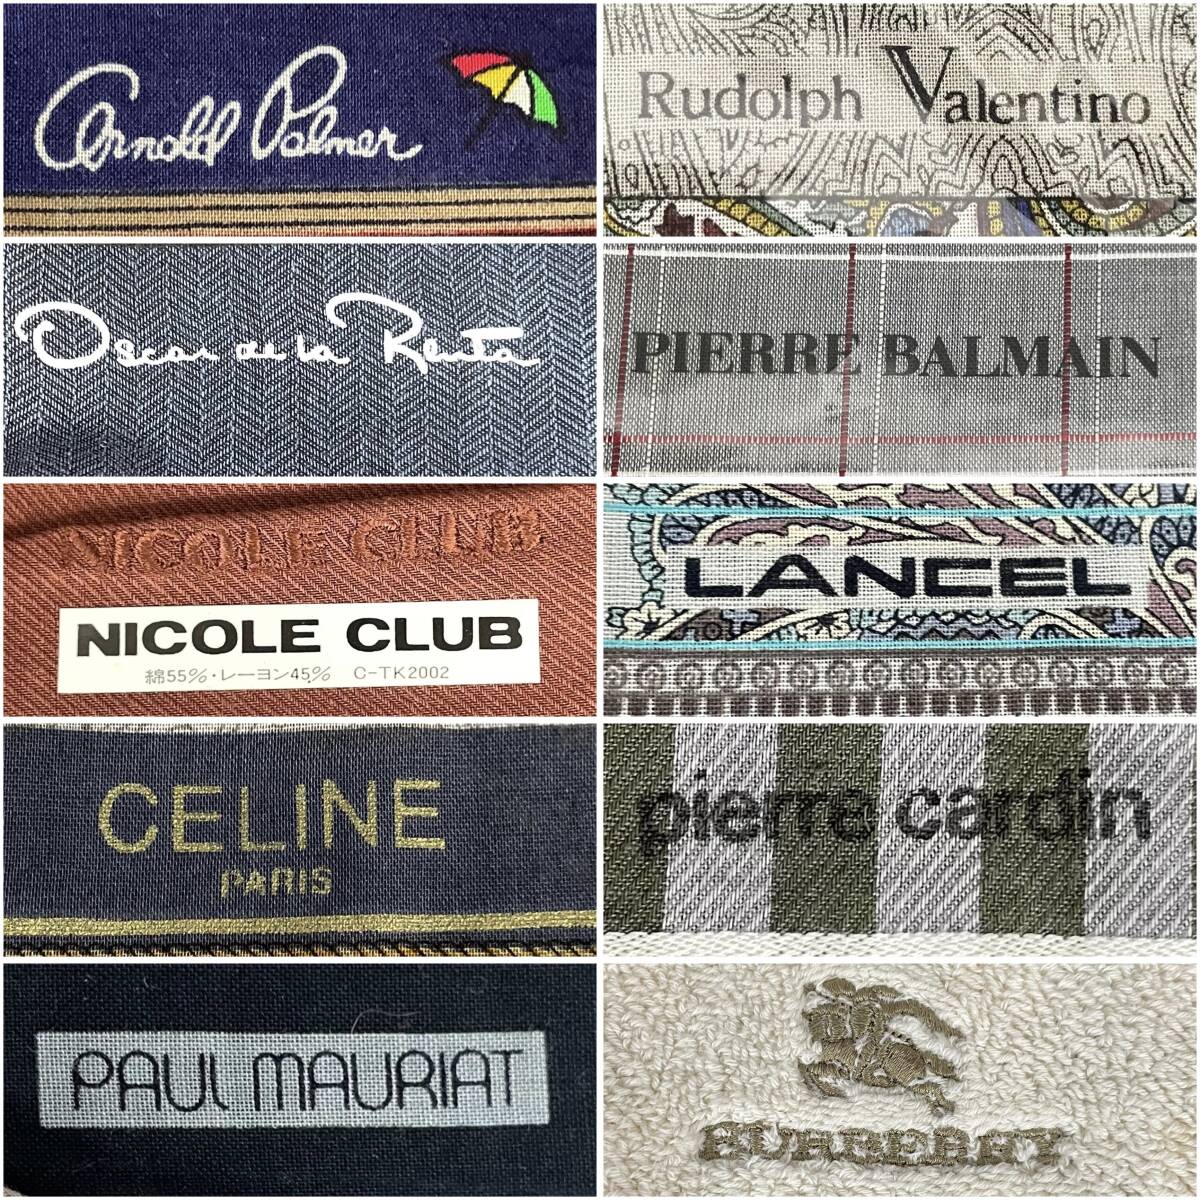 Arnold Palmer
Rudolph Valentino
Oscar de la Renta
PIERRE BALMAIN
NICOLE CLUB
NICOLE CLUB
綿55%・レーヨン45% C-TK2002
LANCEL
CELINE
PARIS
pierre cardin
PAUL MAURIAT
BURBERRY